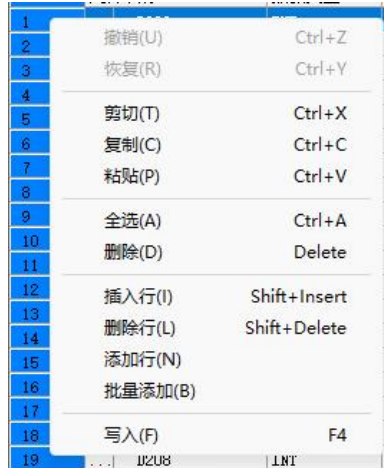 1
2
撤销(U) Ctrl+Z
3
恢复(R) Ctrl+Y
4
5
剪切(T) Ctrl+X
6
复制(C) Ctrl+C
7
粘贴(P) Ctrl+V
8
9
全选(A) Ctrl+A
10
删除(D) Delete
11
12
插入行(I) Shift+Insert
13
删除行(L) Shift+Delete
14
15
添加行(N)
16
批量添加(B)
17
18
写入(F) F4
19 ... D208 INT